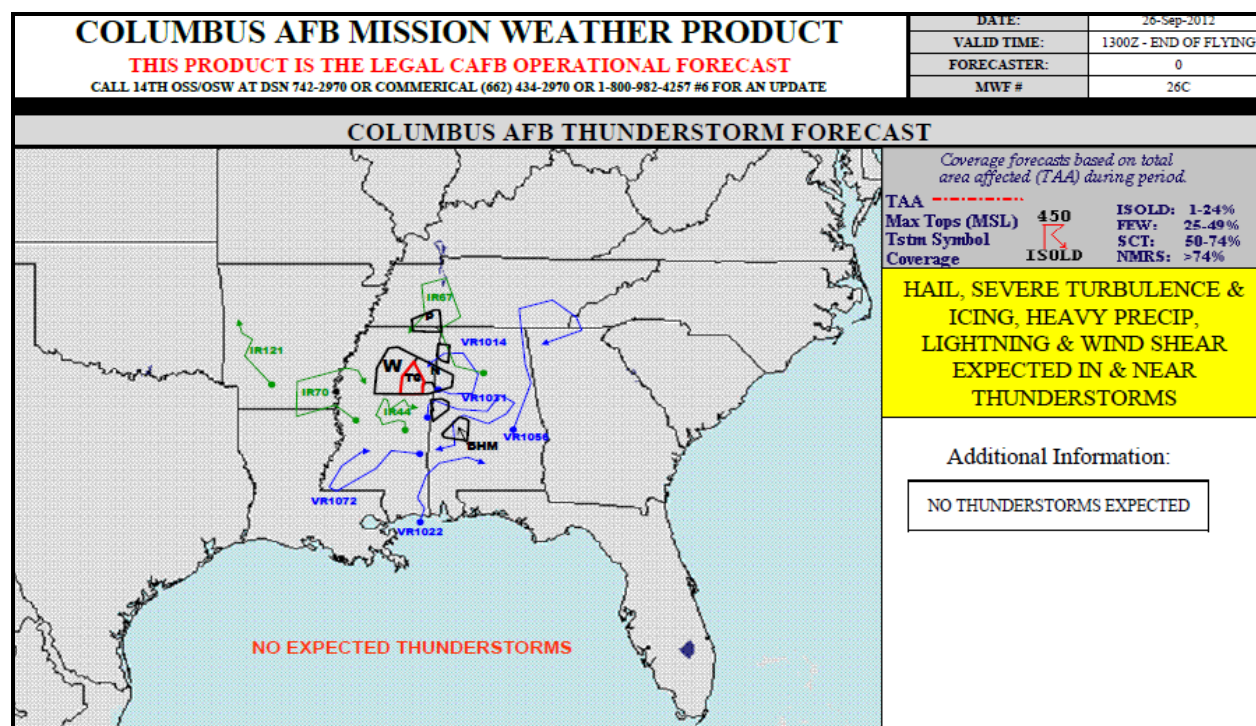 COLUMBUS AFB MISSION WEATHER PRODUCT
THIS PRODUCT IS THE LEGAL CAFB OPERATIONAL FORECAST
CALL 14TH OSS/OSW AT DSN 742-2970 OR COMMERICAL (662) 434-2970 OR 1-800-982-4257 #6 FOR AN UPDATE
DATE: 26-Sep-2012
VALID TIME: 1300Z - END OF FLYING
FORECASTER: 0
MWF # 26C
COLUMBUS AFB THUNDERSTORM FORECAST
Coverage forecasts based on total
area affected (TAA) during period.
TAA
Max Tops (MSL) 450
Tstm Symbol
Coverage ISOLD
ISOLD: 1-24%
FEW: 25-49%
SCT: 50-74%
NMRS: >74%
HAIL, SEVERE TURBULENCE &
ICING, HEAVY PRECIP,
LIGHTNING & WIND SHEAR
EXPECTED IN & NEAR
THUNDERSTORMS
Additional Information:
NO THUNDERSTORMS EXPECTED
IR67
P
IR121
VR1014
W
TG
IR70
VR1031
IR44
VR1056
BHM
VR1072
VR1022
NO EXPECTED THUNDERSTORMS